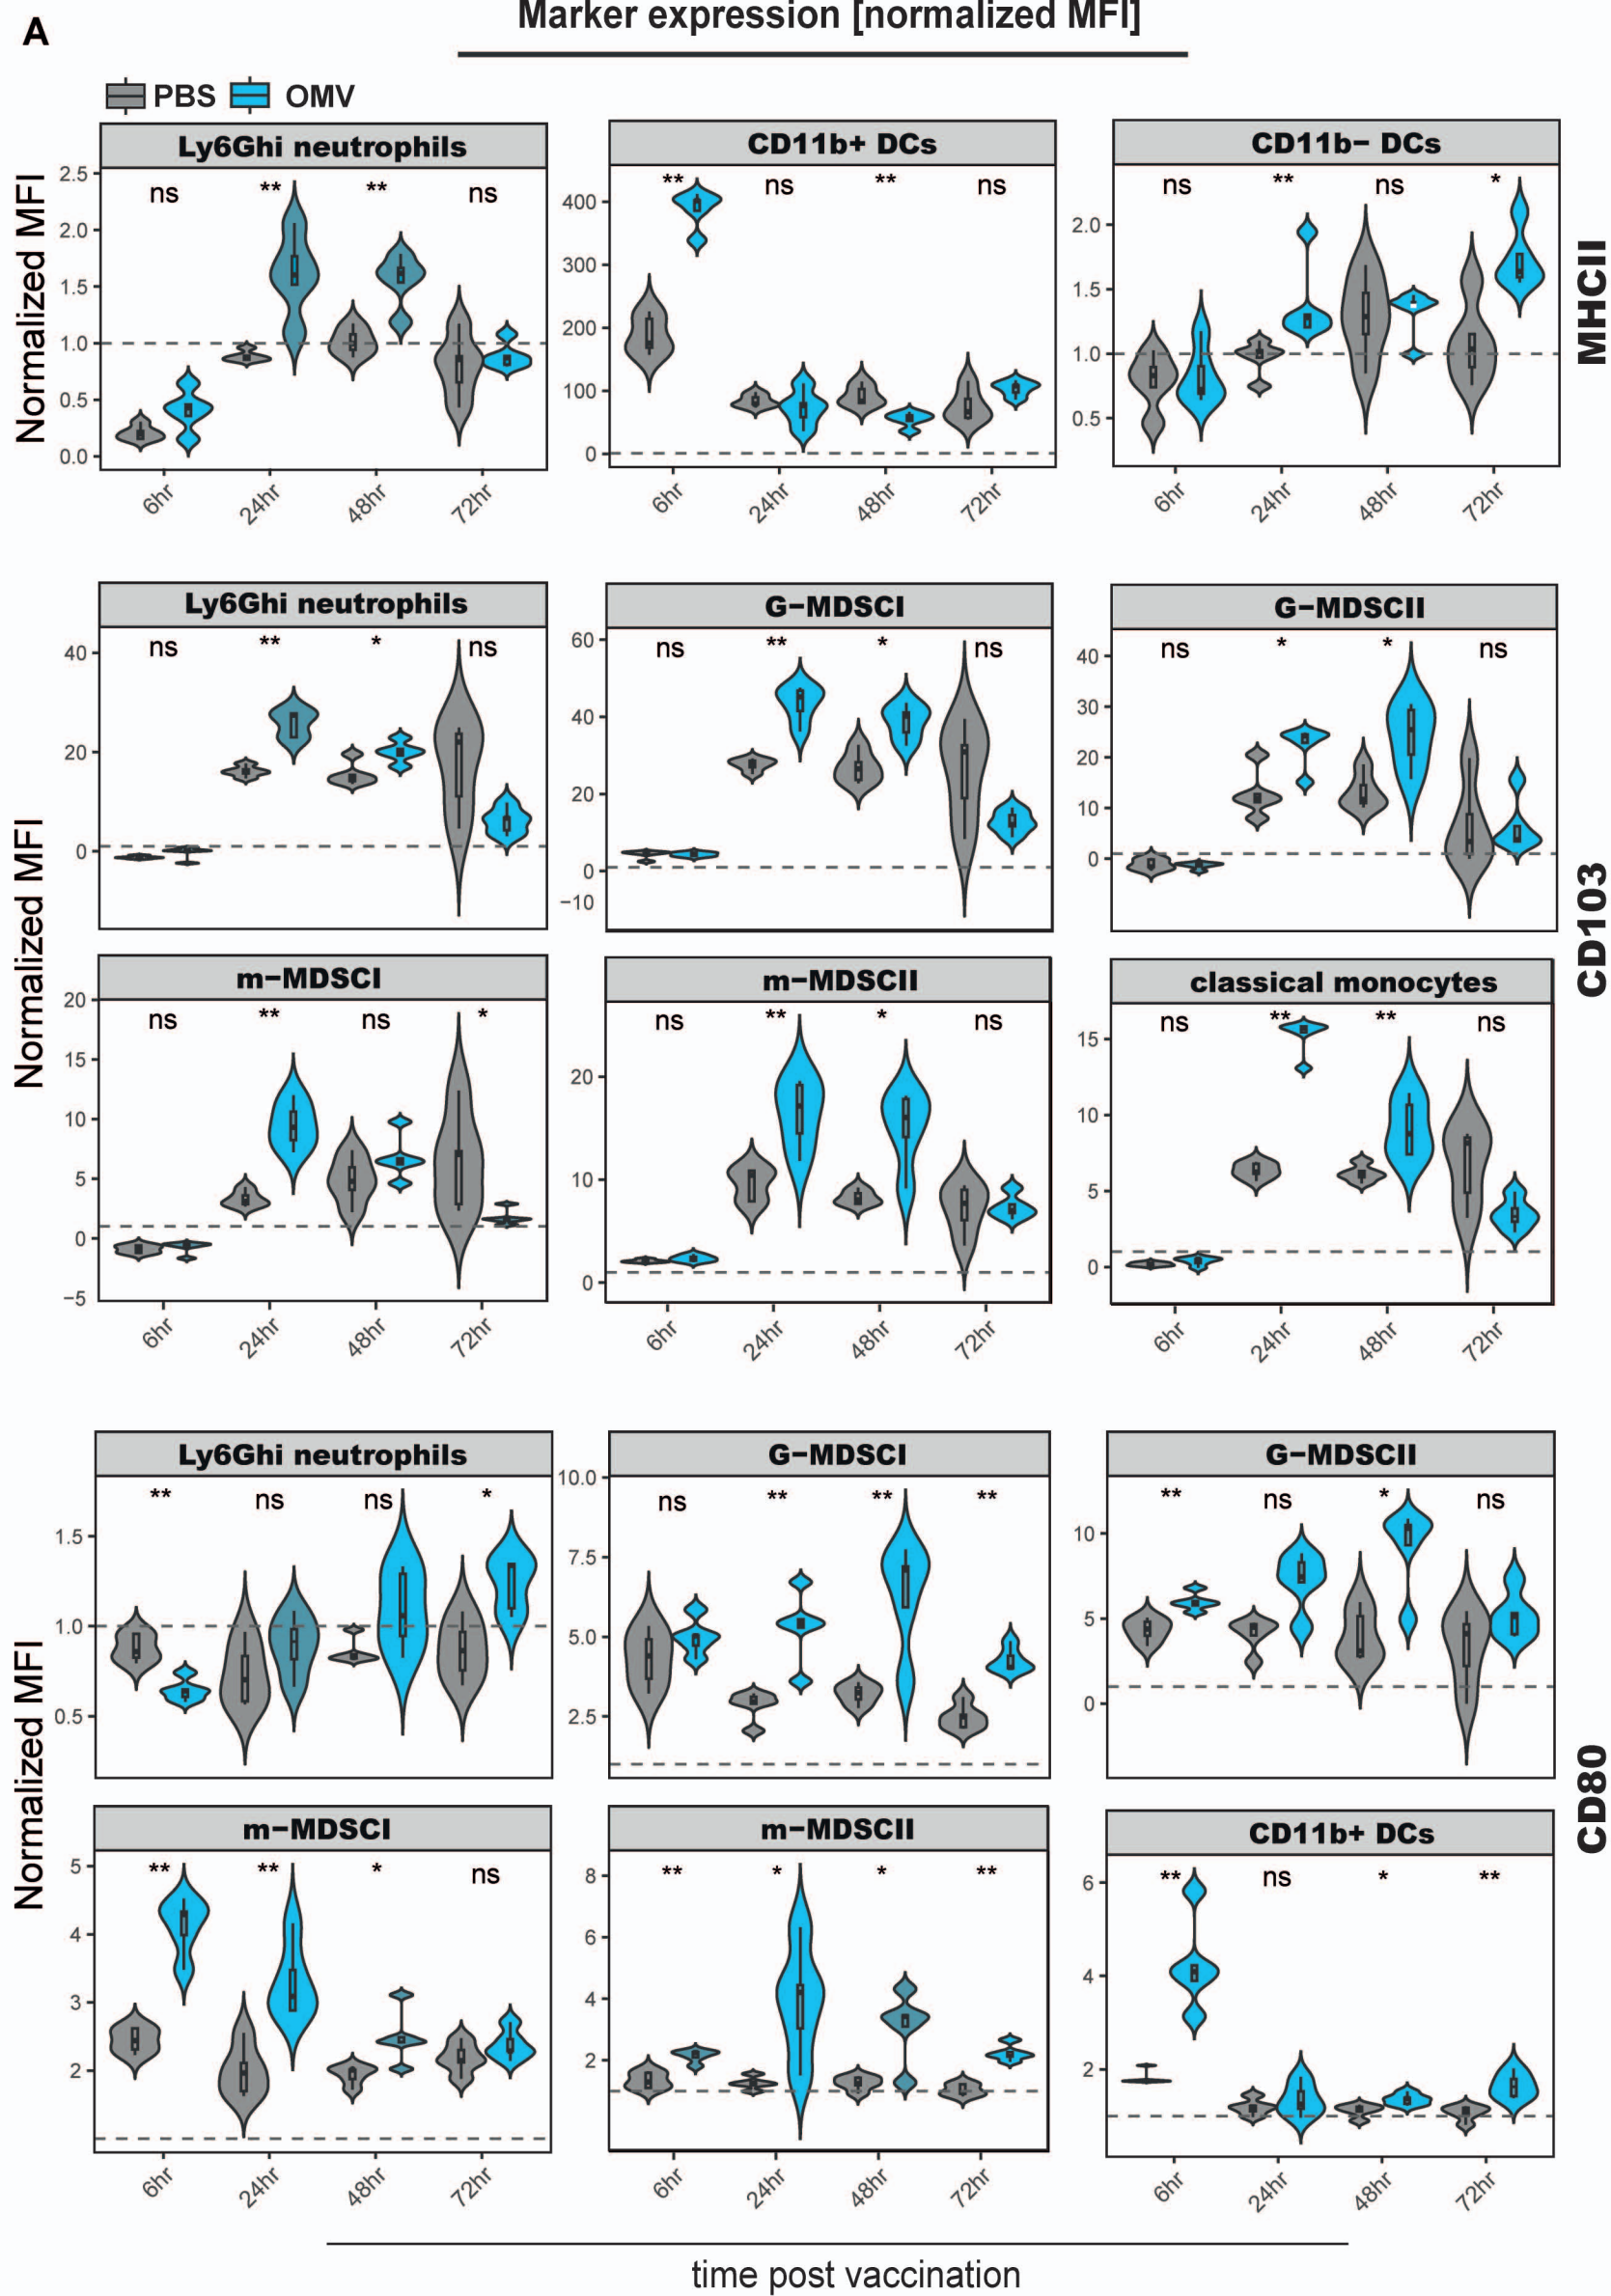 A
Marker expression [normalized MFI]
PBS OMV
Ly6Ghi neutrophils
CD11b+ DCs
CD11b− DCs
Normalized MFI
2.5
2.0
1.5
1.0
0.5
0.0
ns ** ** ns
400
300
200
100
0
** ns ** ns
2.0
1.5
1.0
0.5
ns ** ns *
MHCII
6hr 24hr 48hr 72hr
6hr 24hr 48hr 72hr
6hr 24hr 48hr 72hr
Ly6Ghi neutrophils
G−MDSCI
G−MDSCII
Normalized MFI
40
20
0
ns ** * ns
60
40
20
0
−10
ns ** * ns
40
30
20
10
0
ns * * ns
CD103
m−MDSCI
m−MDSCII
classical monocytes
20
15
10
5
0
−5
ns ** ns *
20
10
0
ns ** * ns
15
10
5
0
ns ** ** ns
6hr 24hr 48hr 72hr
6hr 24hr 48hr 72hr
6hr 24hr 48hr 72hr
Ly6Ghi neutrophils
G−MDSCI
G−MDSCII
Normalized MFI
1.5
1.0
0.5
** ns ns *
10.0
7.5
5.0
2.5
ns ** ** **
10
5
0
** ns * ns
CD80
m−MDSCI
m−MDSCII
CD11b+ DCs
Normalized MFI
5
4
3
2
** ** * ns
8
6
4
2
** * * **
6
4
2
** ns * **
6hr 24hr 48hr 72hr
6hr 24hr 48hr 72hr
6hr 24hr 48hr 72hr
time post vaccination